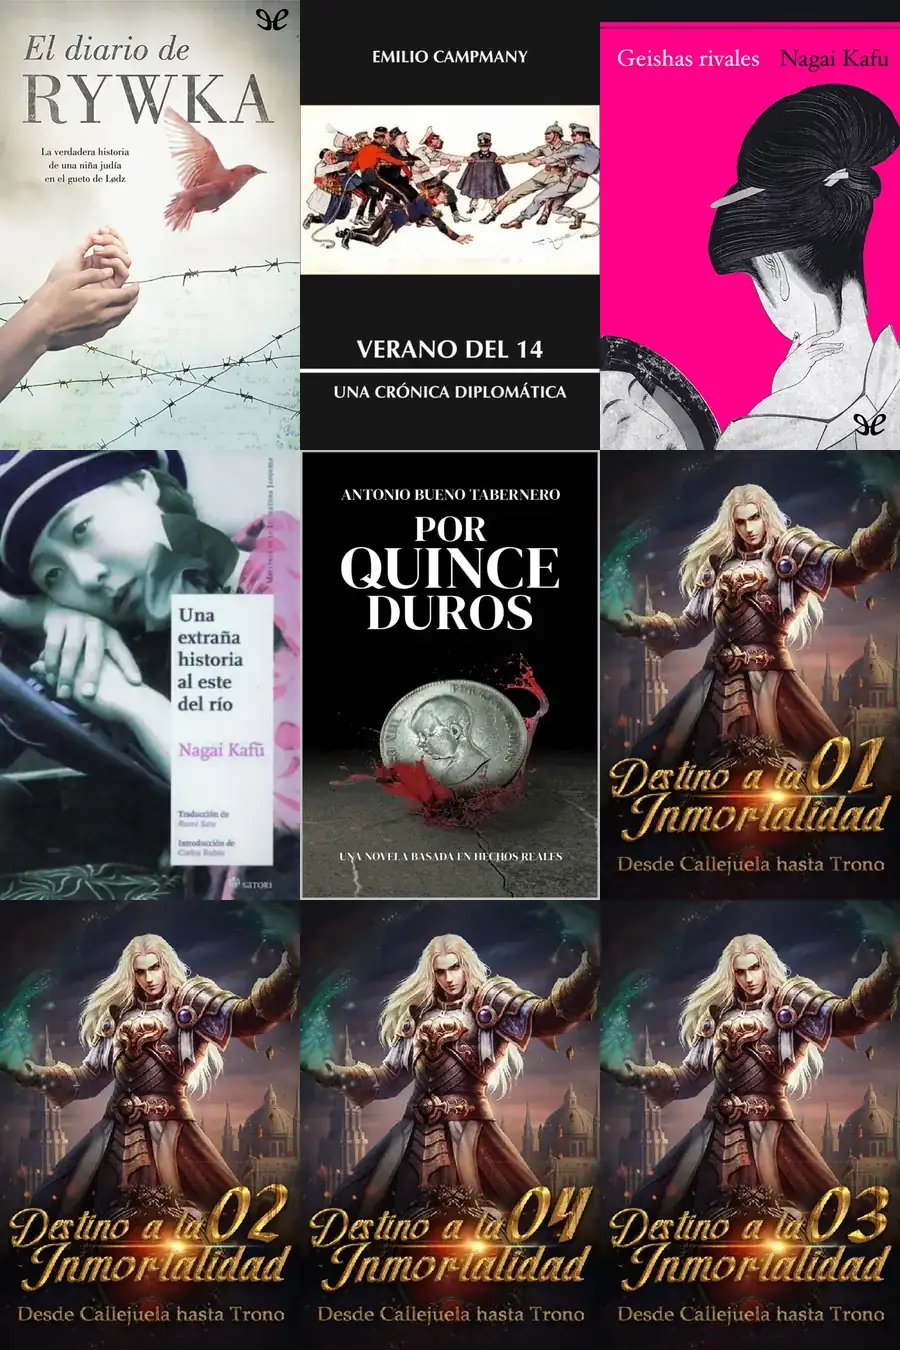 El diario de
RYWKA
La verdadera historia
de una niña judía
en el gueto de Lodz
EMILIO CAMPMANY
VERANO DEL 14
UNA CRÓNICA DIPLOMÁTICA
Geishas rivales Nagai Kafu
Una
extraña
historia
al este
del río
Nagai Kafū
Traducción de
Introducción de
Carlos Rubio
SATORI
ANTONIO BUENO TABERNERO
POR
QUINCE
DUROS
UNA NOVELA BASADA EN HECHOS REALES
Destino a la 01
Inmortalidad
Desde Callejuela hasta Trono
Destino a la 02
Inmortalidad
Desde Callejuela hasta Trono
Destino a la 04
Inmortalidad
Desde Callejuela hasta Trono
Destino a la 03
Inmortalidad
Desde Callejuela hasta Trono